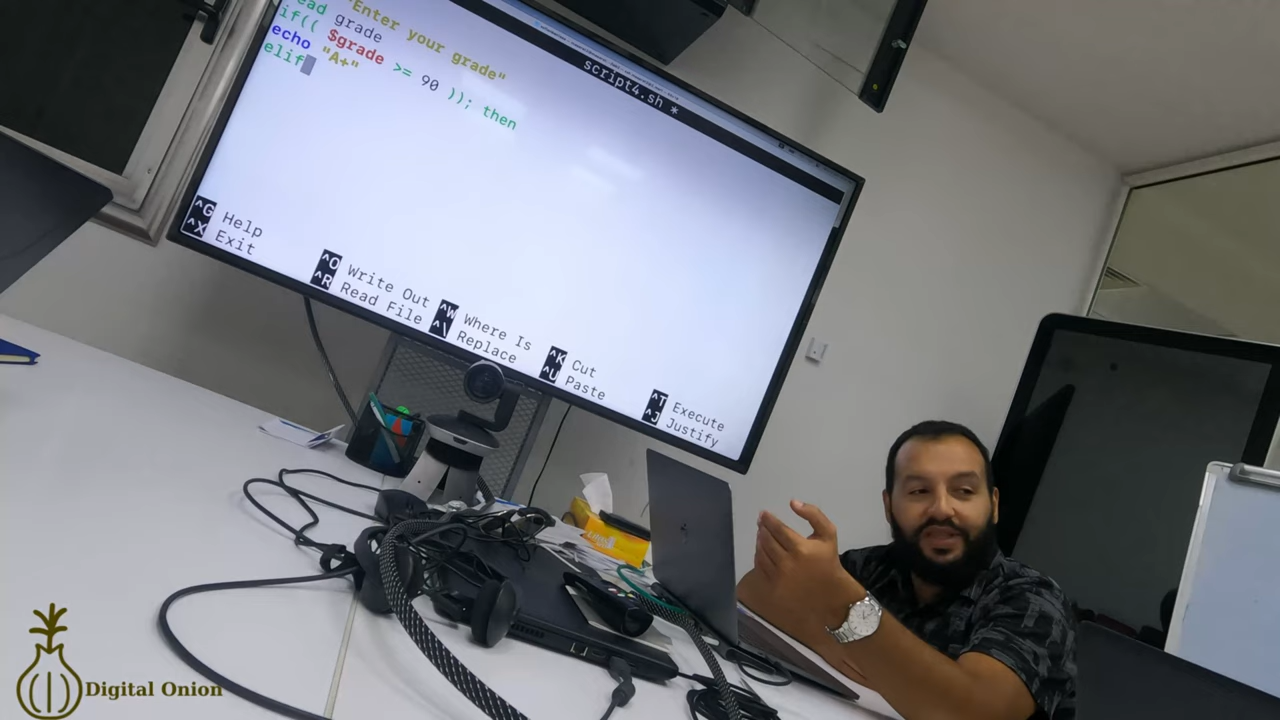 "Enter your grade"
grade
if(( $grade >= 90 )); then
echo "A+"
elif
script4.sh *
^G Help
^X Exit
^O Write Out
^R Read File
^W Where Is
^\ Replace
^K Cut
^U Paste
^T Execute
^J Justify
Digital Onion